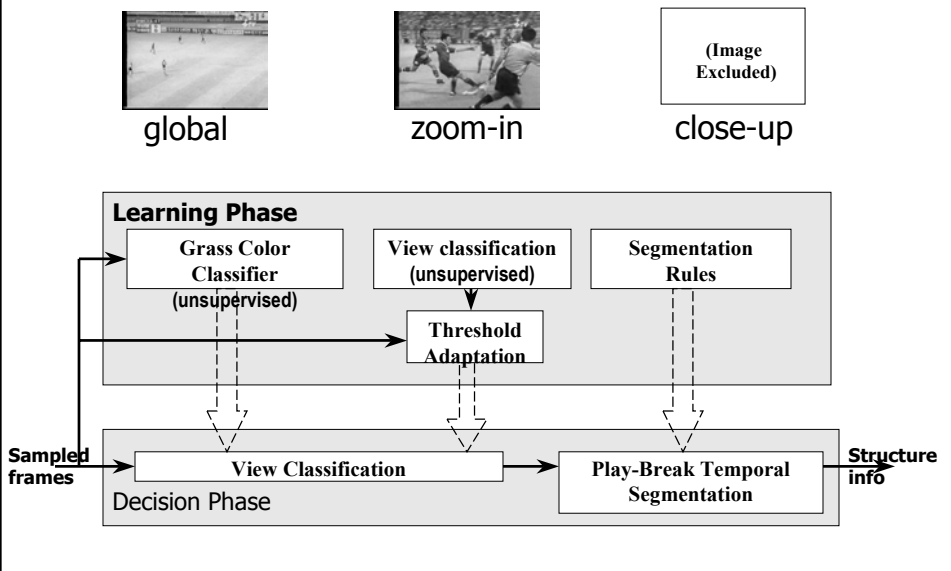 (Image
Excluded)
global
zoom-in
close-up
Learning Phase
Grass Color
Classifier
(unsupervised)
View classification
(unsupervised)
Segmentation
Rules
Threshold
Adaptation
Sampled
frames
View Classification
Play-Break Temporal
Segmentation
Structure
info
Decision Phase